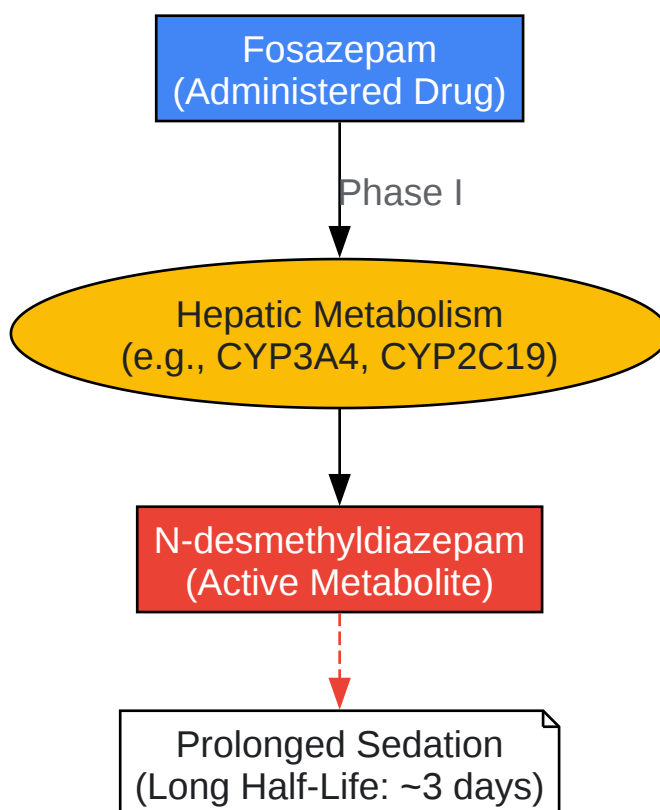 Fosazepam
(Administered Drug)
Phase I
Hepatic Metabolism
(e.g., CYP3A4, CYP2C19)
N-desmethyldiazepam
(Active Metabolite)
Prolonged Sedation
(Long Half-Life: ~3 days)